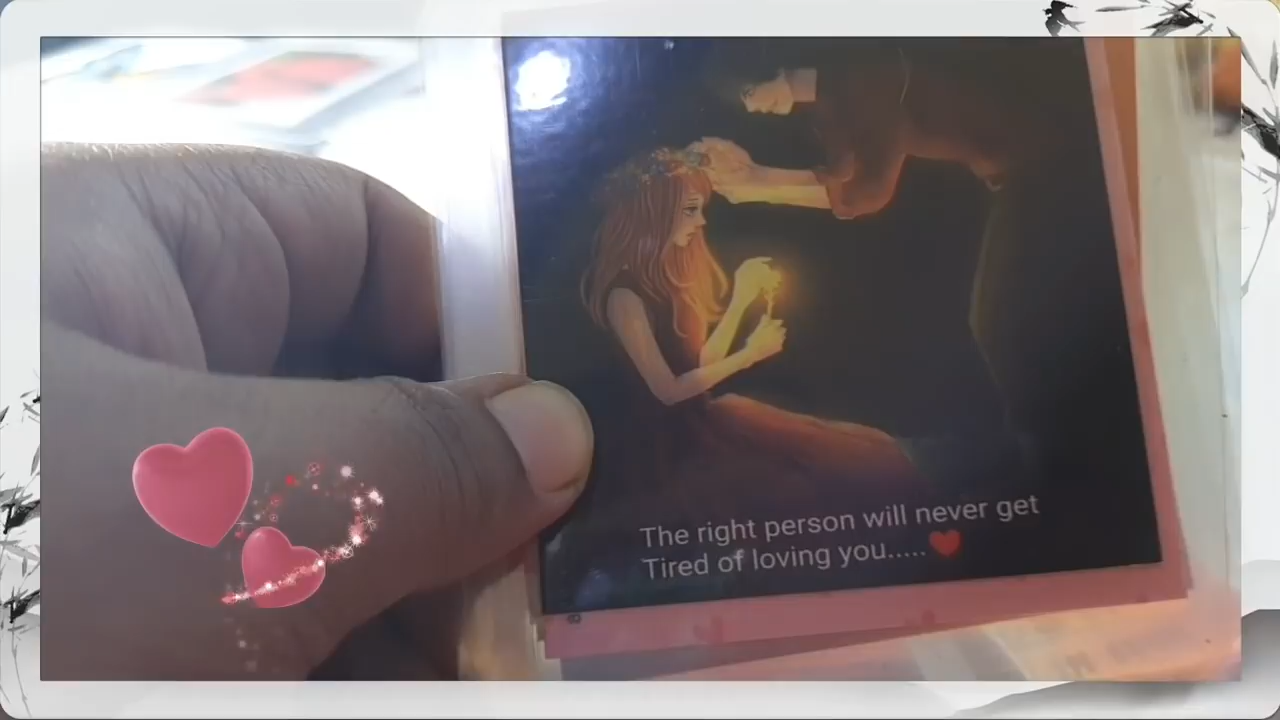 The right person will never get
Tired of loving you.....❤